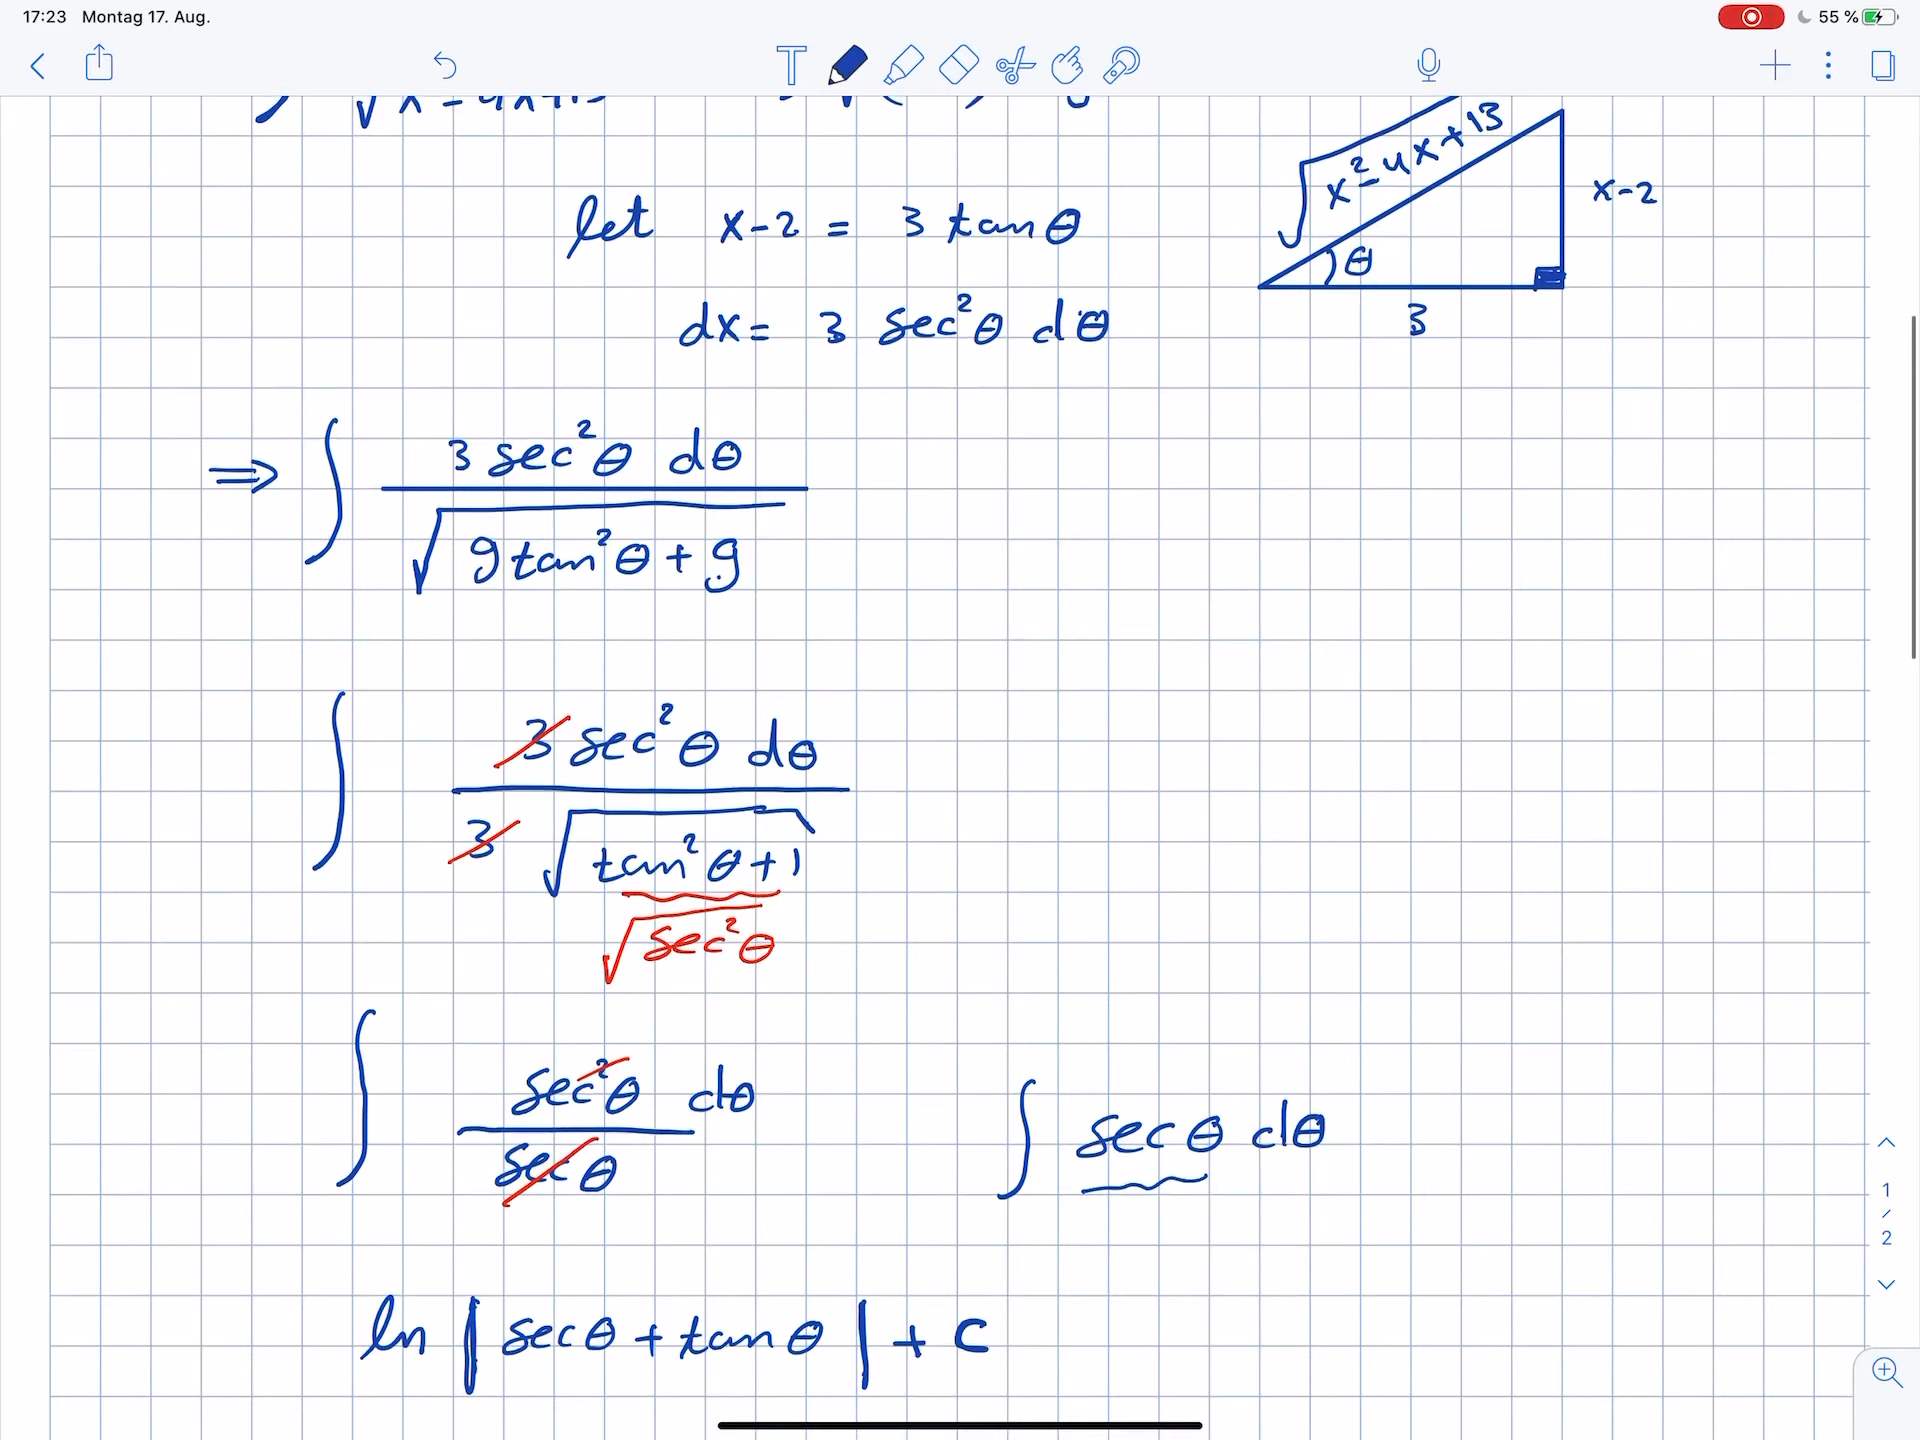 17:23 Montag 17. Aug. 55 %
T
√x²-4x+13
x-2
let x-2 = 3 tanθ
θ
dx = 3 sec²θ dθ
3
⇒ ∫ 3 sec²θ dθ
√9tan²θ + 9
∫ 3 sec²θ dθ
3 √tan²θ+1
√sec²θ
∫ sec²θ dθ
secθ
∫ secθ dθ
1
/
2
ln | secθ + tanθ | + C